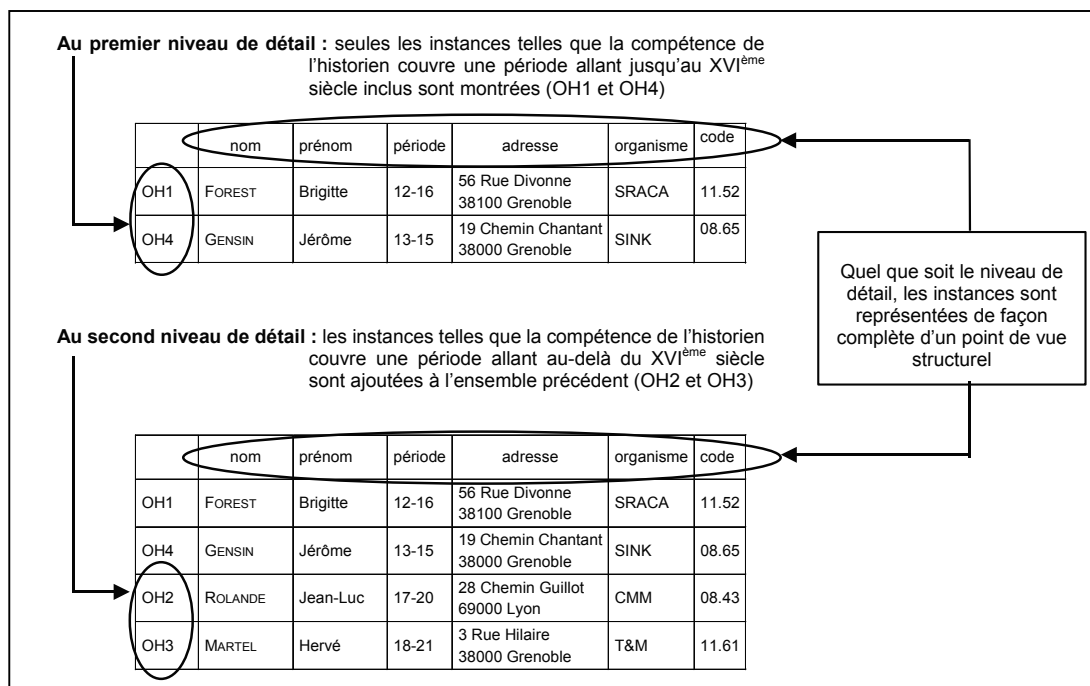 Au premier niveau de détail : seules les instances telles que la compétence de
l'historien couvre une période allant jusqu'au XVIème
siècle inclus sont montrées (OH1 et OH4)
nom prénom période adresse organisme code
OH1 FOREST Brigitte 12-16 56 Rue Divonne 38100 Grenoble SRACA 11.52
OH4 GENSIN Jérôme 13-15 19 Chemin Chantant 38000 Grenoble SINK 08.65
Quel que soit le niveau de
détail, les instances sont
représentées de façon
complète d'un point de vue
structurel
Au second niveau de détail : les instances telles que la compétence de l'historien
couvre une période allant au-delà du XVIème siècle
sont ajoutées à l'ensemble précédent (OH2 et OH3)
nom prénom période adresse organisme code
OH1 FOREST Brigitte 12-16 56 Rue Divonne 38100 Grenoble SRACA 11.52
OH4 GENSIN Jérôme 13-15 19 Chemin Chantant 38000 Grenoble SINK 08.65
OH2 ROLANDE Jean-Luc 17-20 28 Chemin Guillot 69000 Lyon CMM 08.43
OH3 MARTEL Hervé 18-21 3 Rue Hilaire 38000 Grenoble T&M 11.61